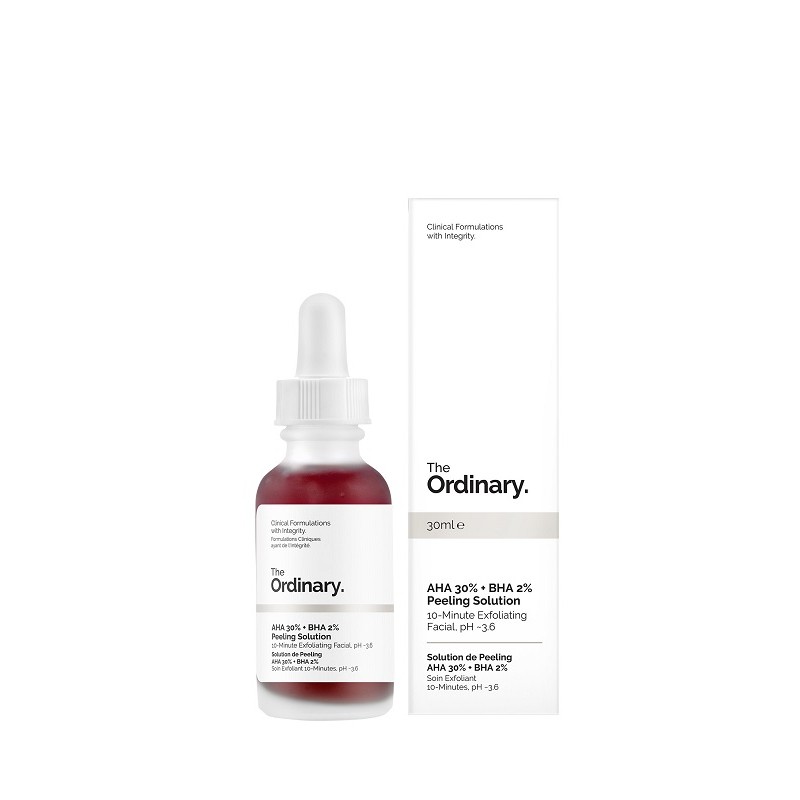 Clinical Formulations
with Integrity.
Formulations Cliniques
ayant de l'intégrité.
The
Ordinary.
AHA 30% + BHA 2%
Peeling Solution
10-Minute Exfoliating Facial, pH ~3.6
Solution de Peeling
AHA 30% + BHA 2%
Soin Exfoliant 10-Minutes, pH ~3.6
Clinical Formulations
with Integrity.
The
Ordinary.
30ml ℮
AHA 30% + BHA 2%
Peeling Solution
10-Minute Exfoliating
Facial, pH ~3.6
Solution de Peeling
AHA 30% + BHA 2%
Soin Exfoliant
10-Minutes, pH ~3.6